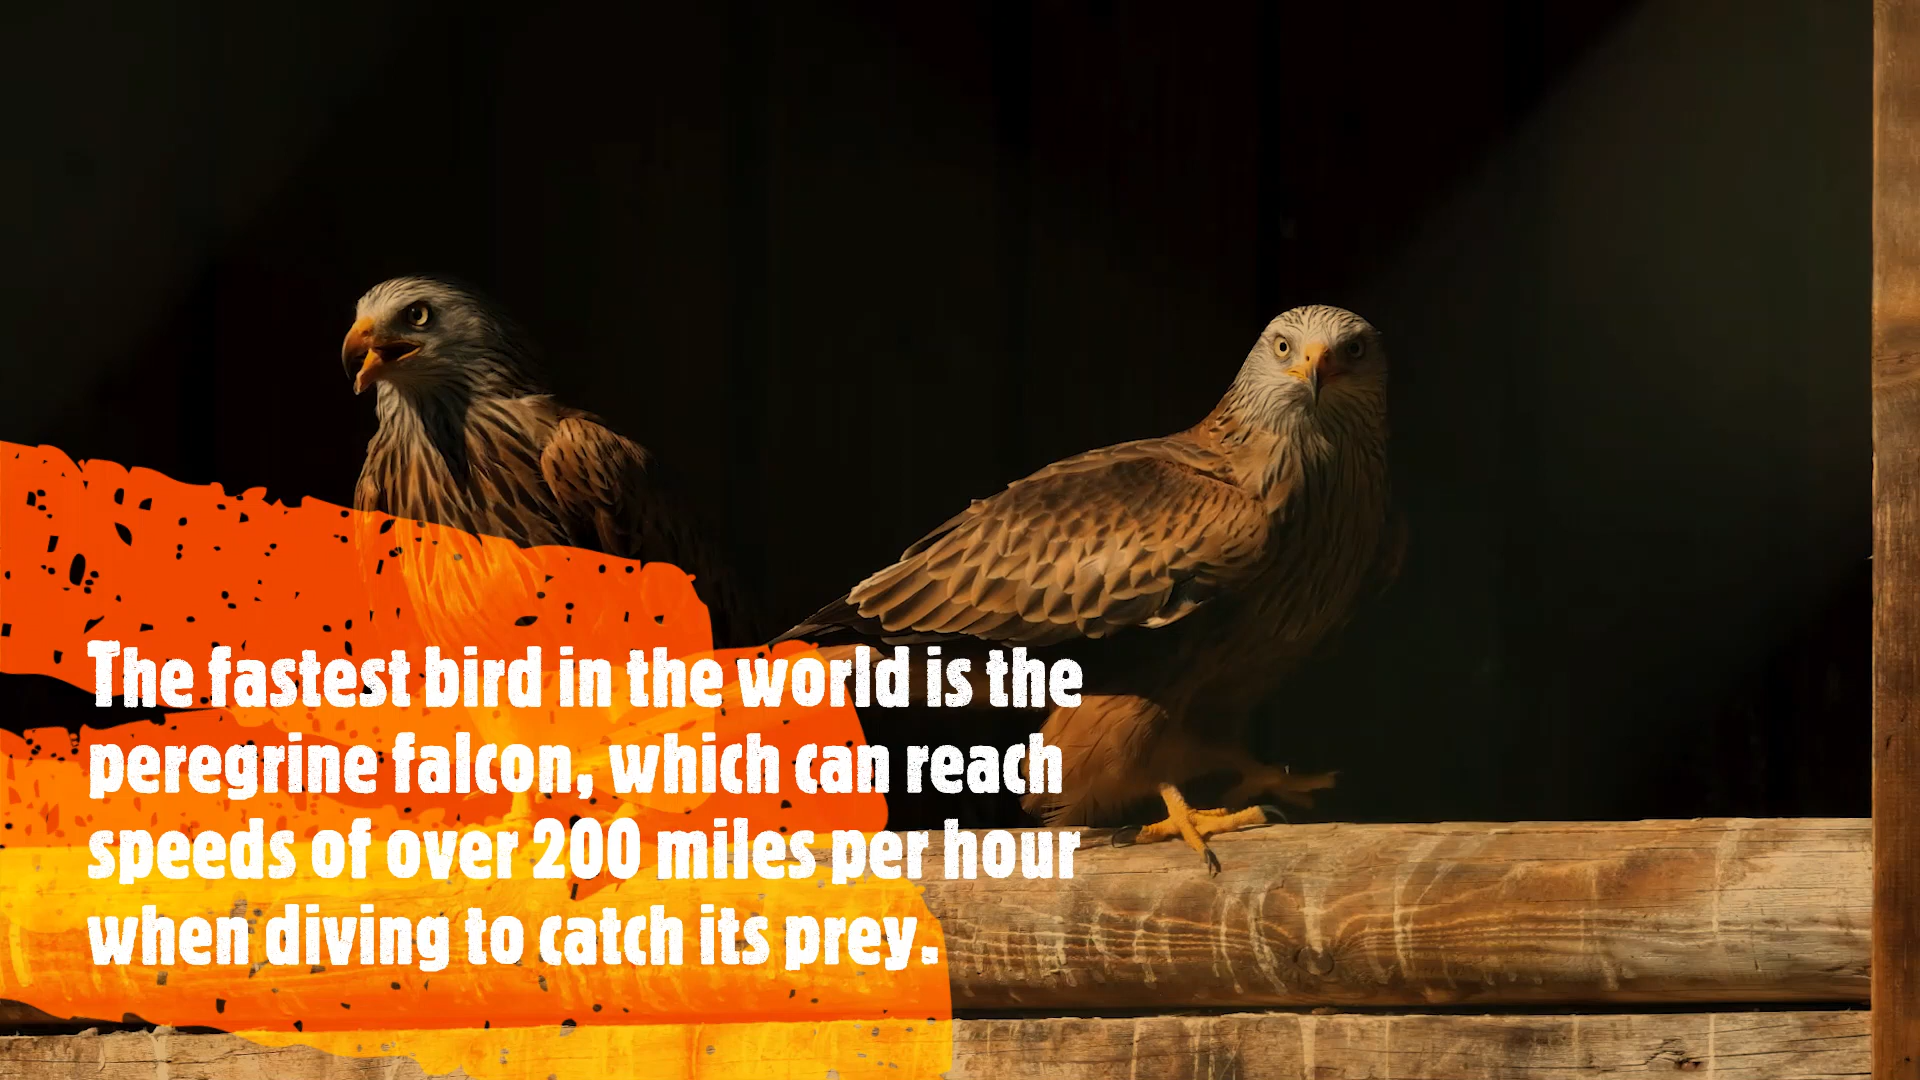 The fastest bird in the world is the
peregrine falcon, which can reach
speeds of over 200 miles per hour
when diving to catch its prey.